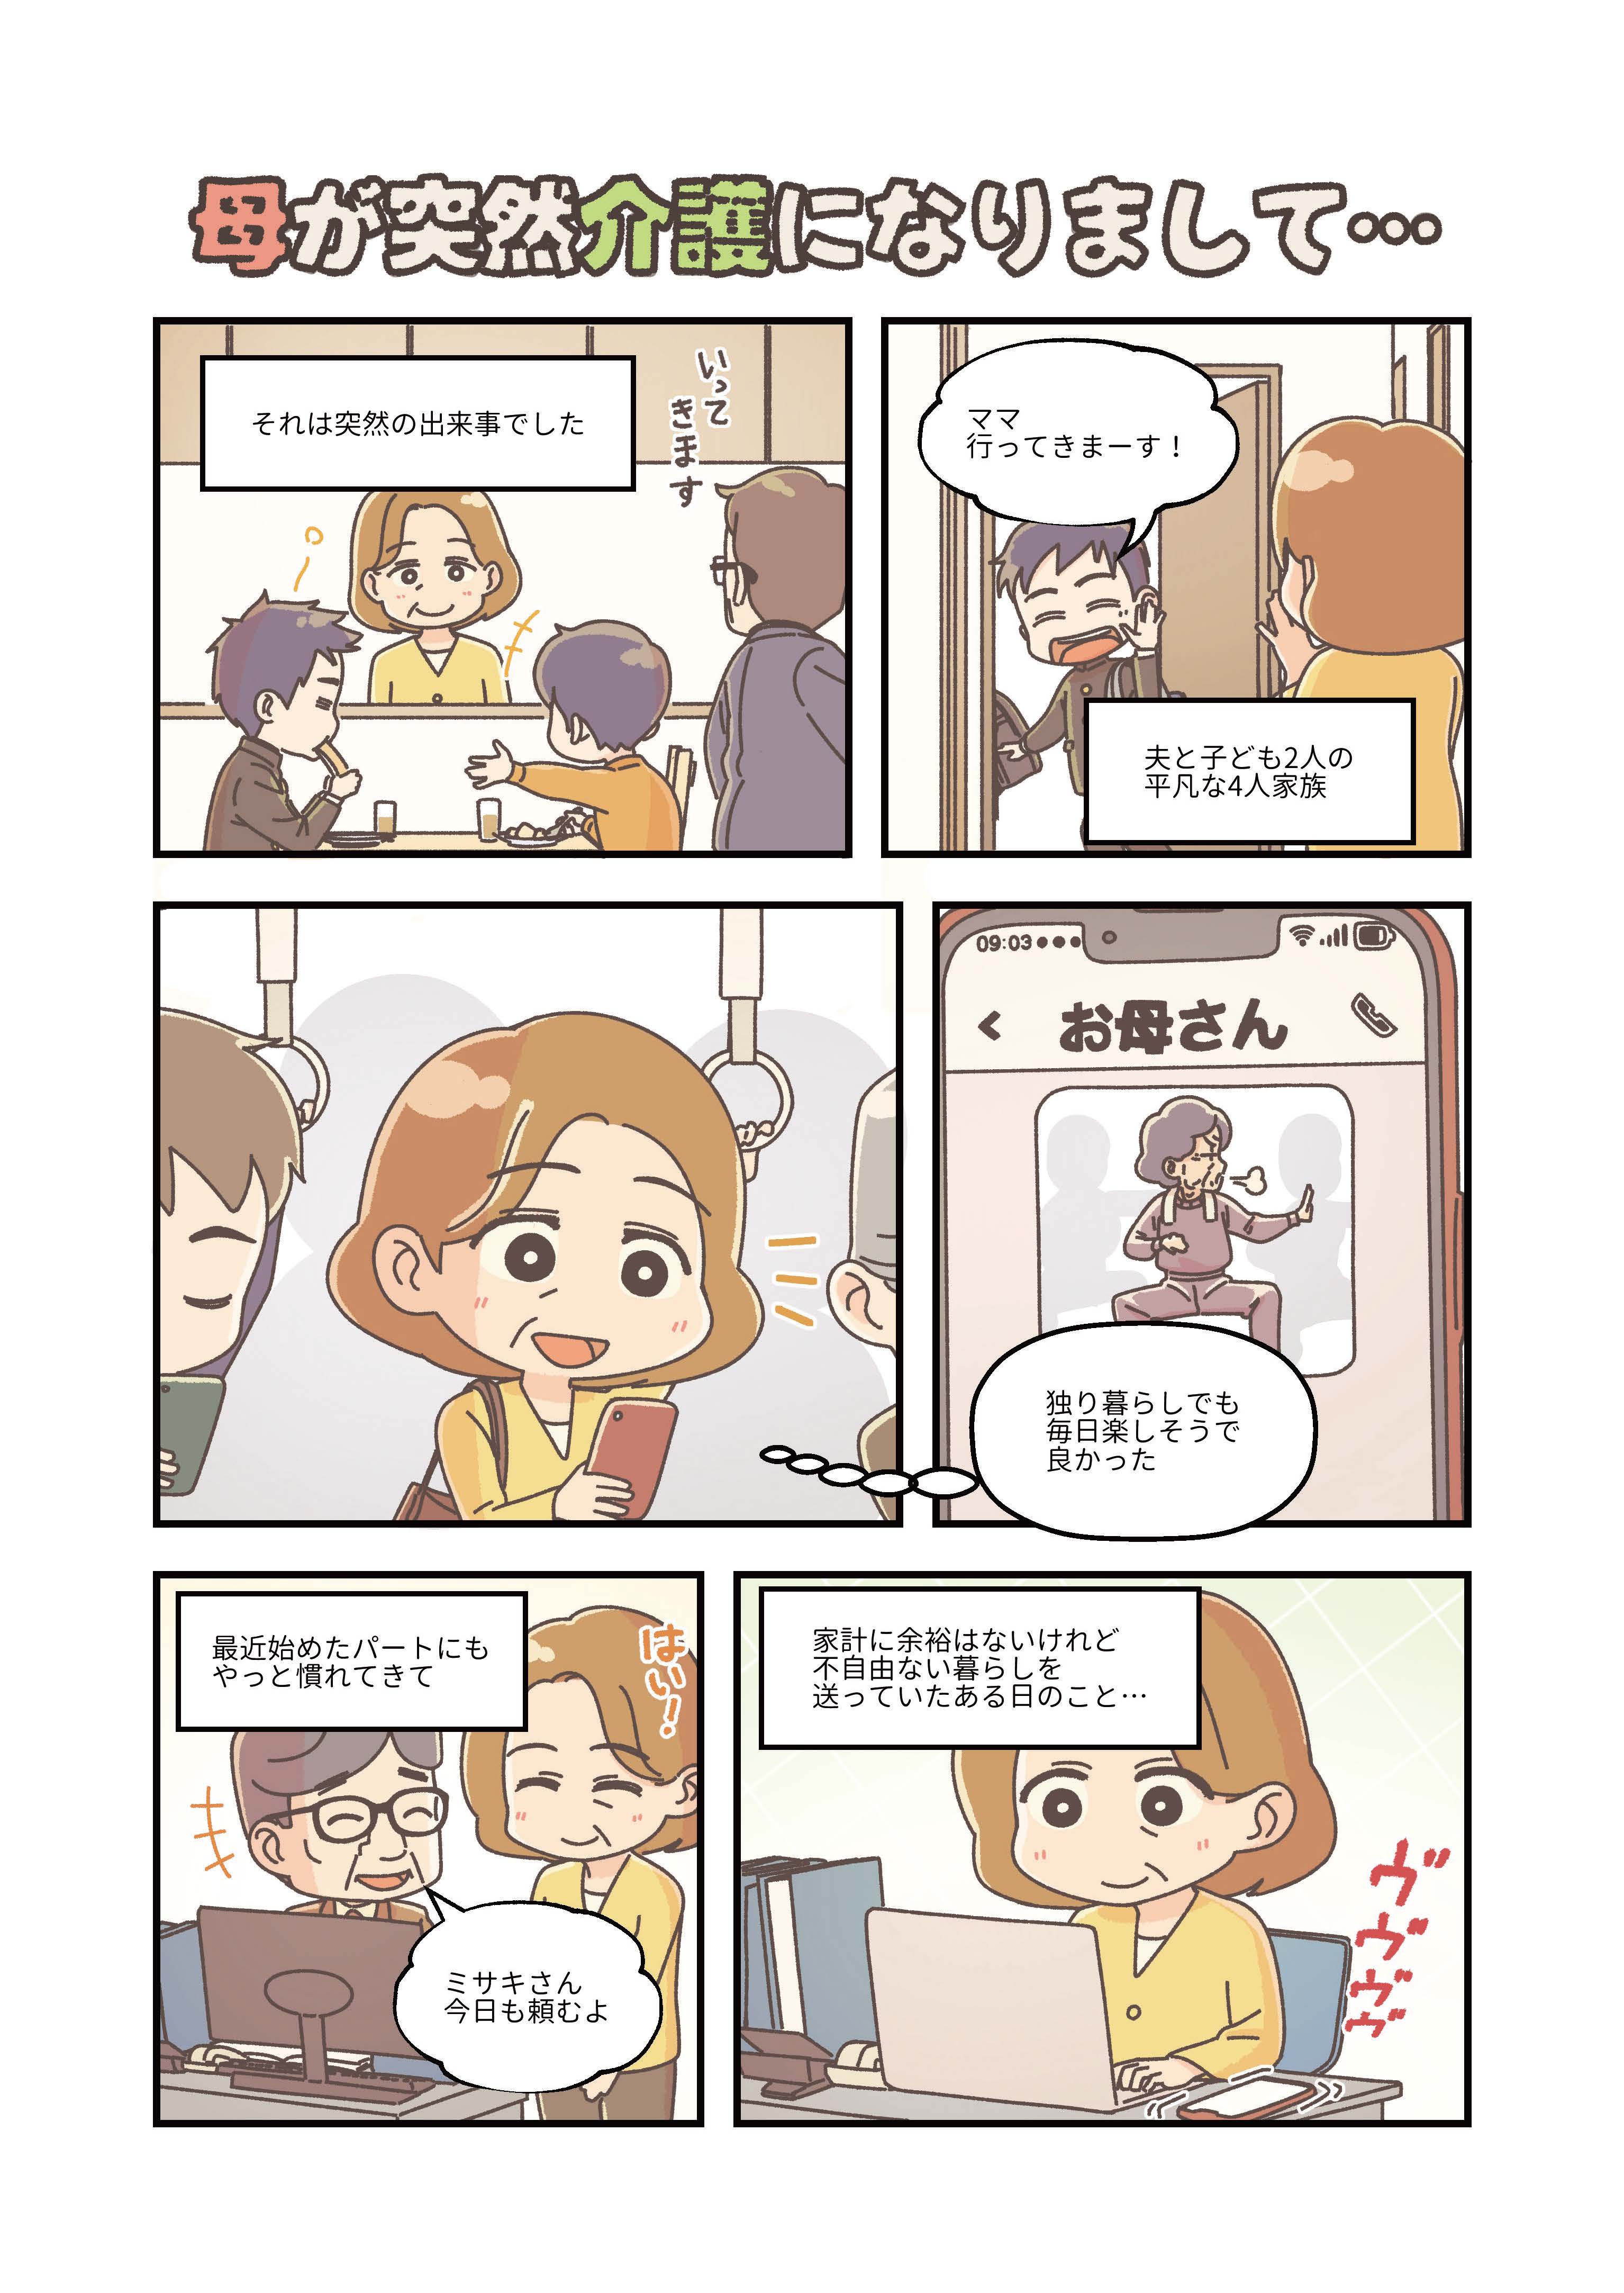 母が突然介護になりまして…
それは突然の出来事でした
いって
きます
ママ
行ってきまーす！
夫と子ども2人の
平凡な4人家族
09:03
お母さん
独り暮らしでも
毎日楽しそうで
良かった
最近始めたパートにも
やっと慣れてきて
はい！
ミサキさん
今日も頼むよ
家計に余裕はないけれど
不自由ない暮らしを
送っていたある日のこと…
ヴヴヴヴ